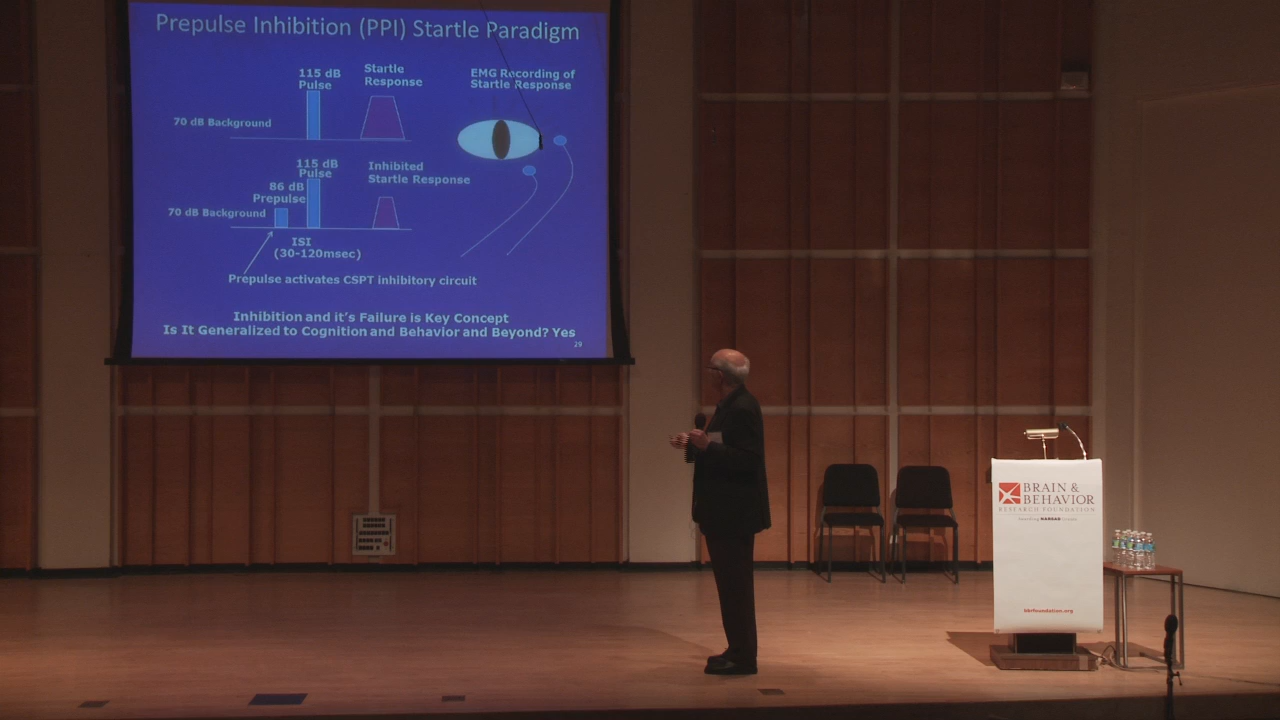 Prepulse Inhibition (PPI) Startle Paradigm
115 dB
Pulse
Startle
Response
EMG Recording of
Startle Response
70 dB Background
115 dB
Pulse
Inhibited
Startle Response
86 dB
Prepulse
70 dB Background
ISI
(30-120msec)
Prepulse activates CSPT inhibitory circuit
Inhibition and it's Failure is Key Concept
Is It Generalized to Cognition and Behavior and Beyond? Yes
29
BRAIN &
BEHAVIOR
RESEARCH FOUNDATION
NARSAD
bbrfoundation.org